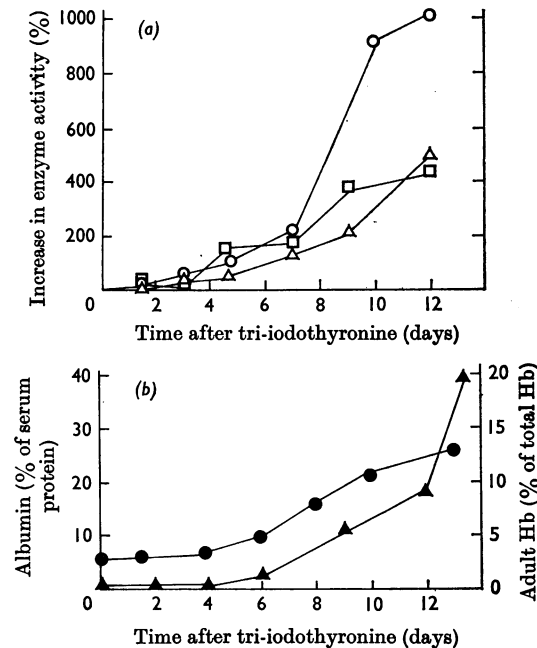 (a)
Increase in enzyme activity (%)
1000
800
600
400
200
0 2 4 6 8 10 12
Time after tri-iodothyronine (days)
(b)
Albumin (% of serum
protein)
40
30
20
10
Adult Hb (% of total Hb)
20
15
10
5
0
0 2 4 6 8 10 12
Time after tri-iodothyronine (days)